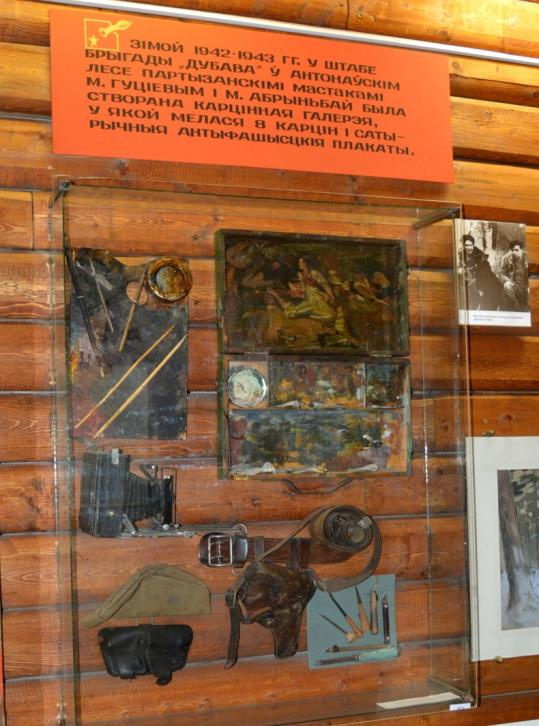 ЗІМОЙ 1942-1943 ГГ. У ШТАБЕ
БРЫГАДЫ „ДУБАВА" Ў АНТОНАЎСКІМ
ЛЕСЕ ПАРТЫЗАНСКІМІ МАСТАКАМІ
М. ГУЦІЕВЫМ І М. АБРЫНЬБАЙ БЫЛА
СТВОРАНА КАРЦІННАЯ ГАЛЕРЭЯ,
У ЯКОЙ МЕЛАСЯ 8 КАРЦІН І САТЫ-
РЫЧНЫЯ АНТЫФАШЫСЦКІЯ ПЛАКАТЫ.